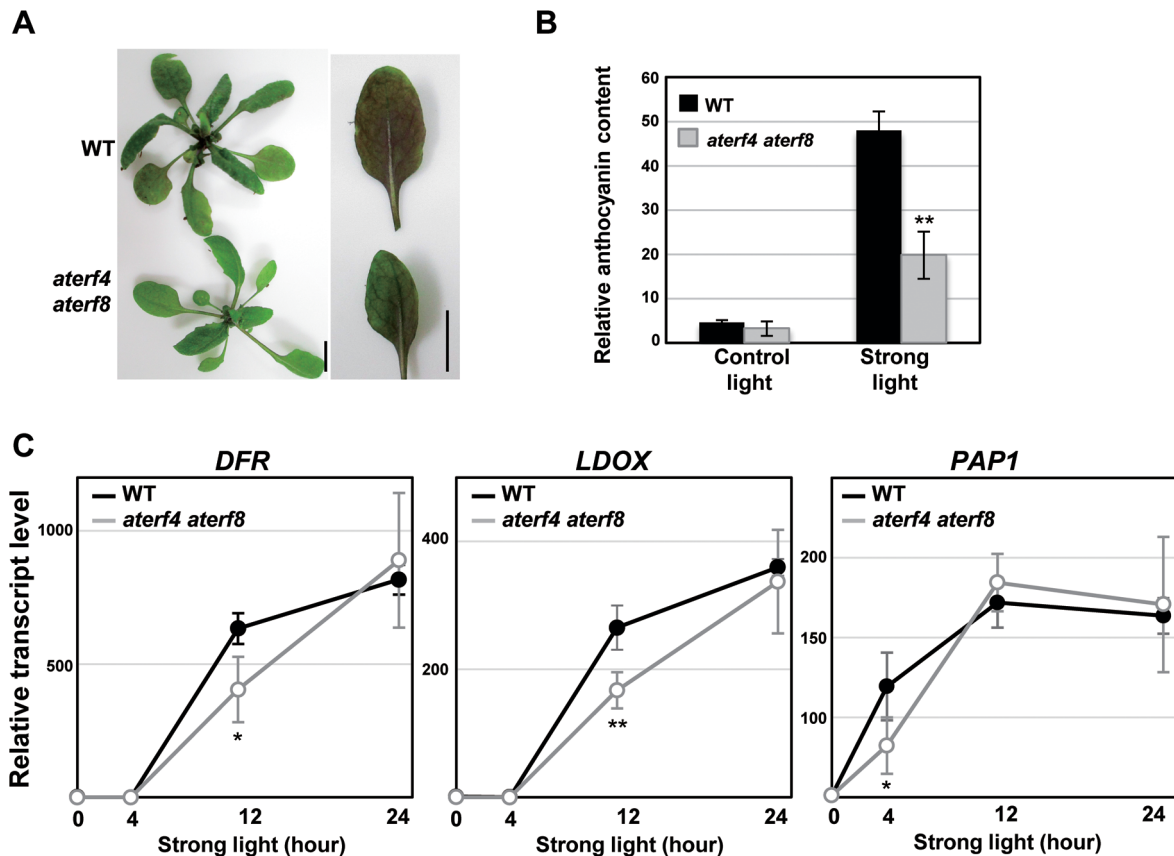 A
WT
aterf4
aterf8
B
Relative anthocyanin content
60
50
40
30
20
10
0
WT
aterf4 aterf8
**
Control
light
Strong
light
C
Relative transcript level
DFR
WT
aterf4 aterf8
1000
500
*
0 4 12 24
Strong light (hour)
LDOX
WT
aterf4 aterf8
400
200
**
0 4 12 24
Strong light (hour)
PAP1
WT
aterf4 aterf8
200
150
100
*
0 4 12 24
Strong light (hour)